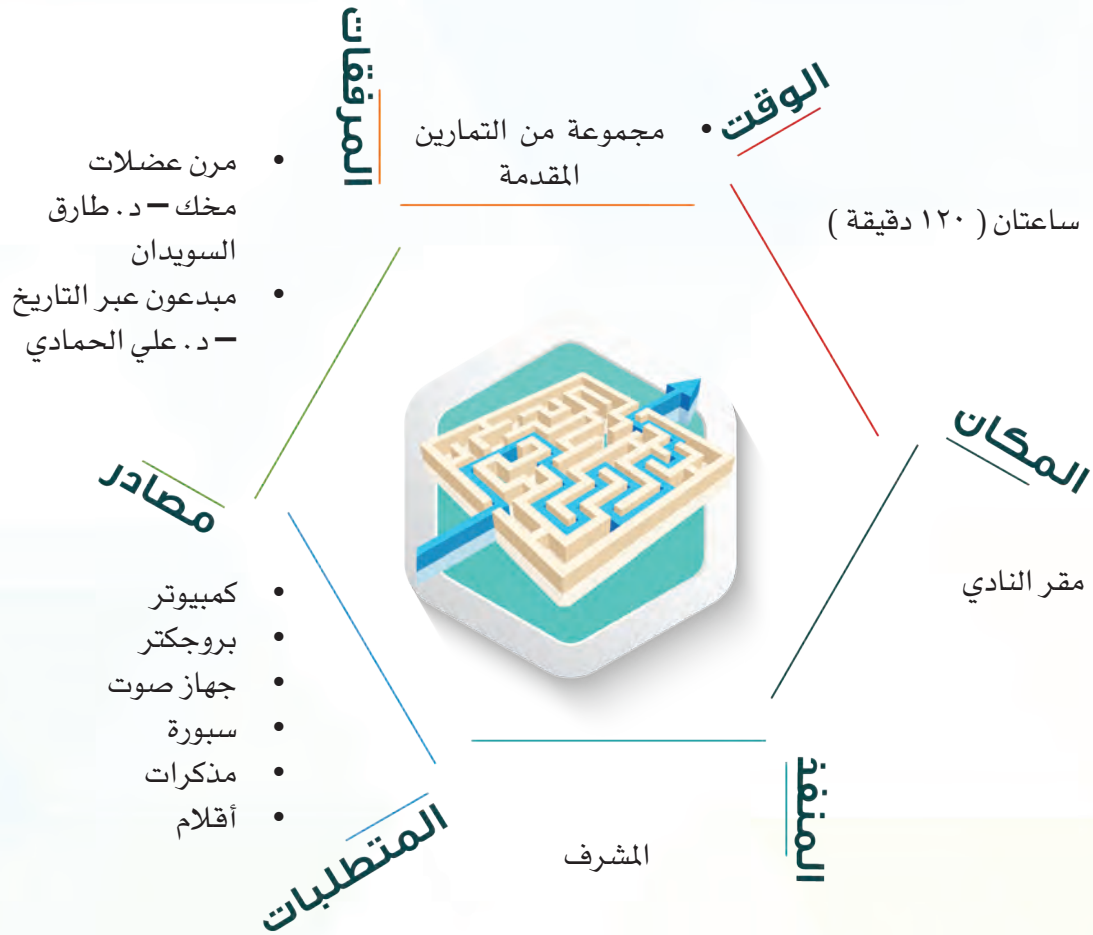 الوقت
ساعتان ( ١٢٠ دقيقة )
المكان
مقر النادي
المنفذ
المشرف
المتطلبات
• كمبيوتر
• بروجكتر
• جهاز صوت
• سبورة
• مذكرات
• أقلام
مصادر
• مرن عضلات
مخك – د. طارق
السويدان
• مبدعون عبر التاريخ
– د. علي الحمادي
المرفقات
• مجموعة من التمارين
المقدمة